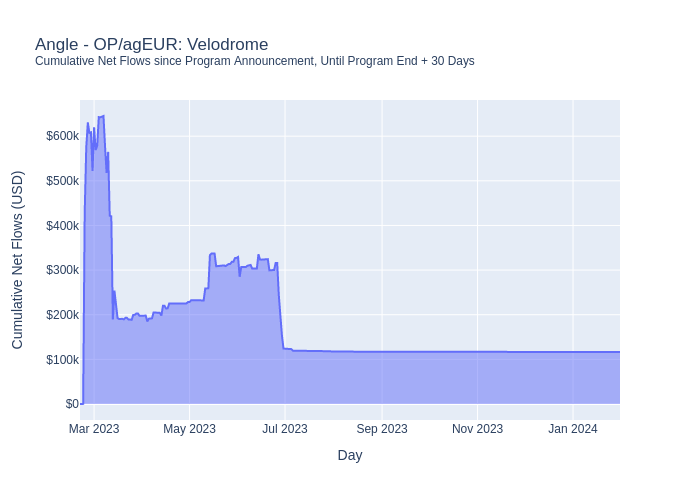 Angle - OP/agEUR: Velodrome
Cumulative Net Flows since Program Announcement, Until Program End + 30 Days
Cumulative Net Flows (USD)
$600k
$500k
$400k
$300k
$200k
$100k
$0
Mar 2023
May 2023
Jul 2023
Sep 2023
Nov 2023
Jan 2024
Day